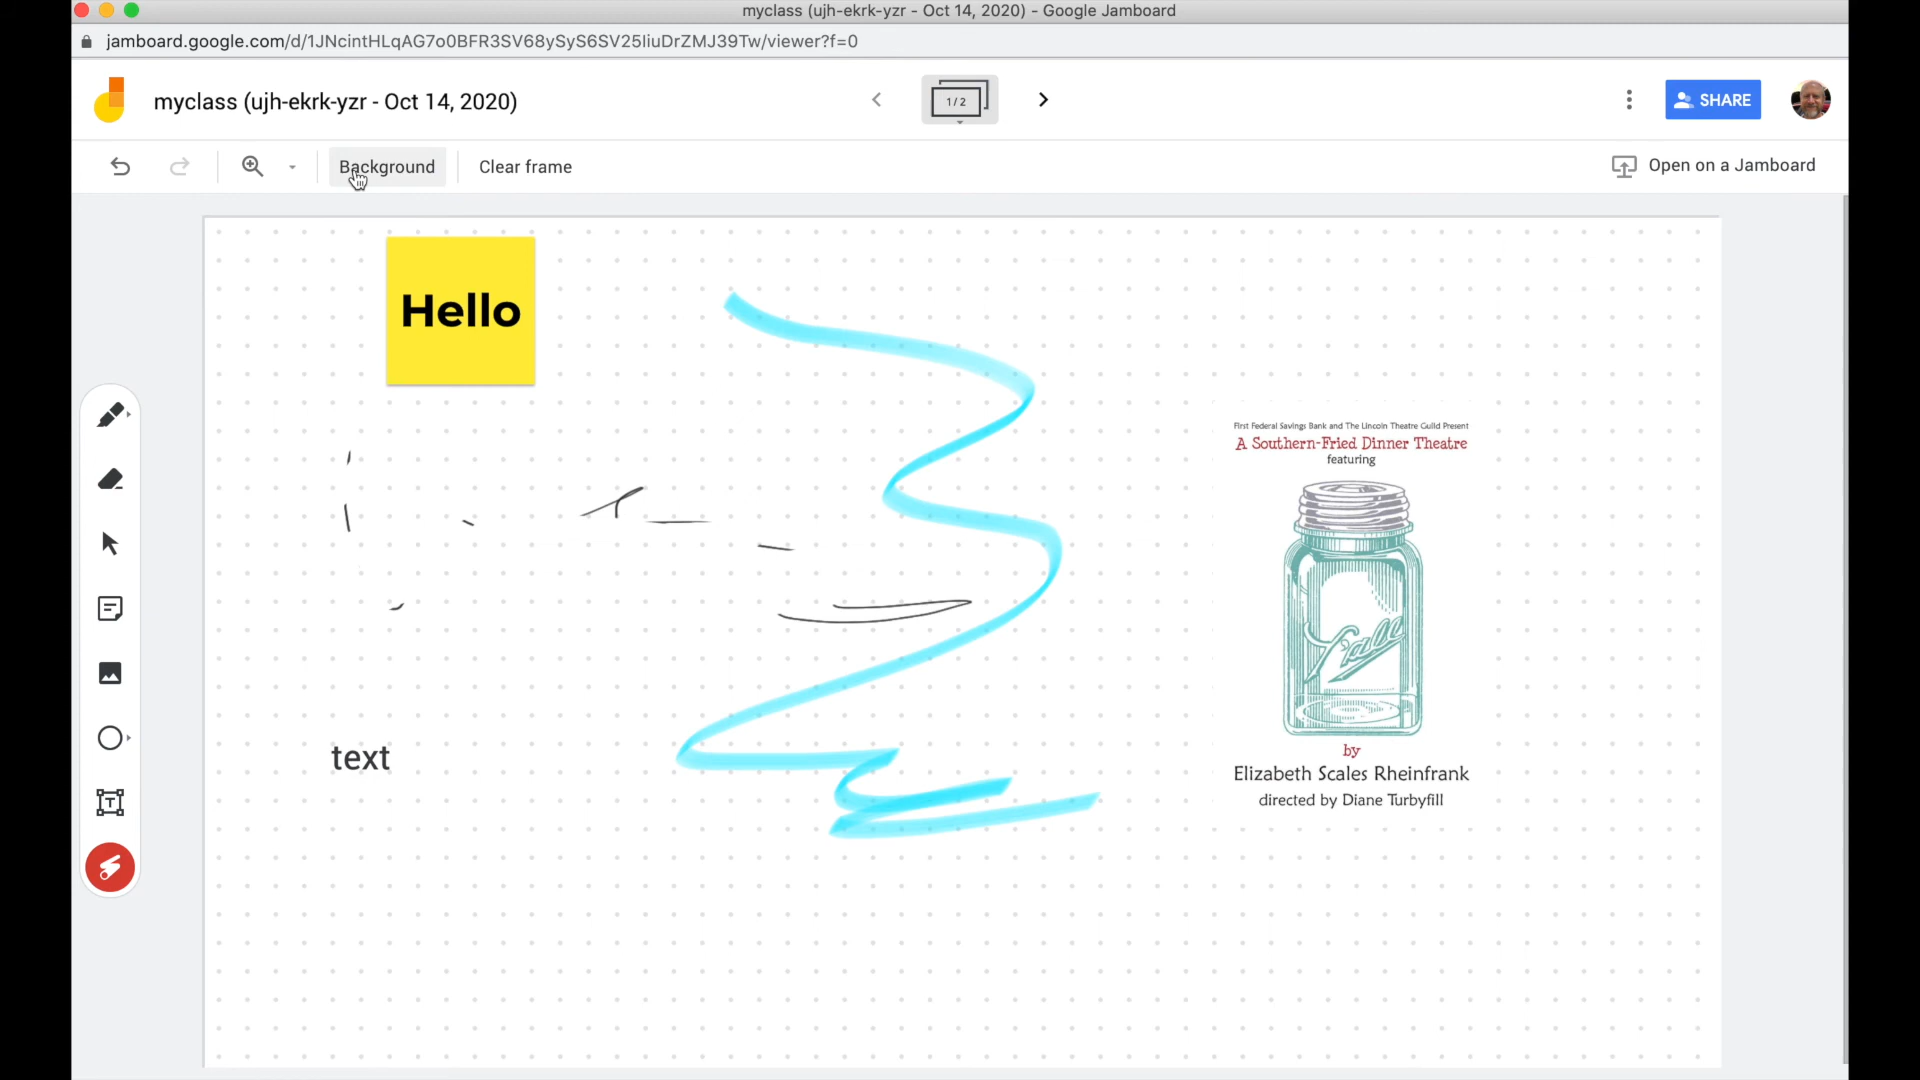 myclass (ujh-ekrk-yzr - Oct 14, 2020) - Google Jamboard
jamboard.google.com/d/1JNcintHLqAG7o0BFR3SV68ySyS6SV25IiuDrZMJ39Tw/viewer?f=0
myclass (ujh-ekrk-yzr - Oct 14, 2020)
1/2
SHARE
Background
Clear frame
Open on a Jamboard
Hello
First Federal Savings Bank and The Lincoln Theatre Guild Present
A Southern-Fried Dinner Theatre
featuring
by
Elizabeth Scales Rheinfrank
directed by Diane Turbyfill
text